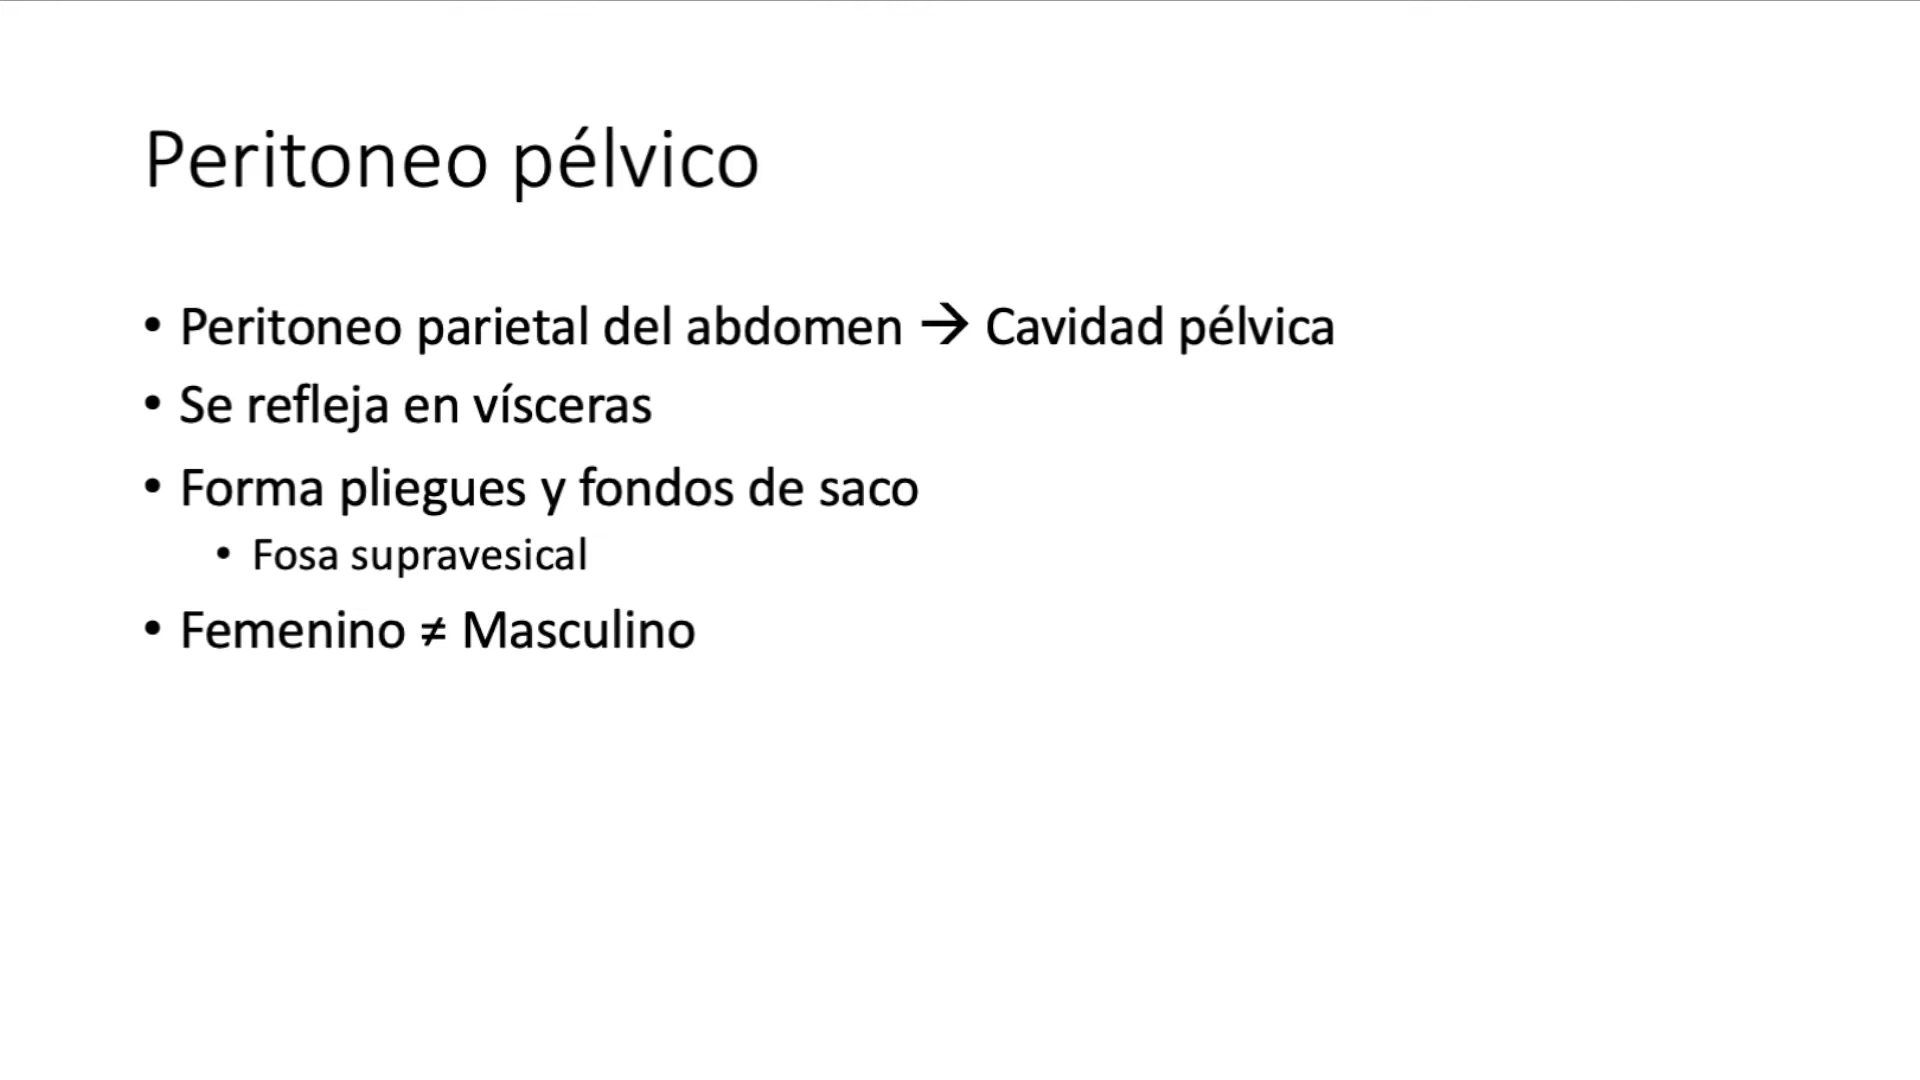 Peritoneo pélvico
• Peritoneo parietal del abdomen → Cavidad pélvica
• Se refleja en vísceras
• Forma pliegues y fondos de saco
• Fosa supravesical
• Femenino ≠ Masculino